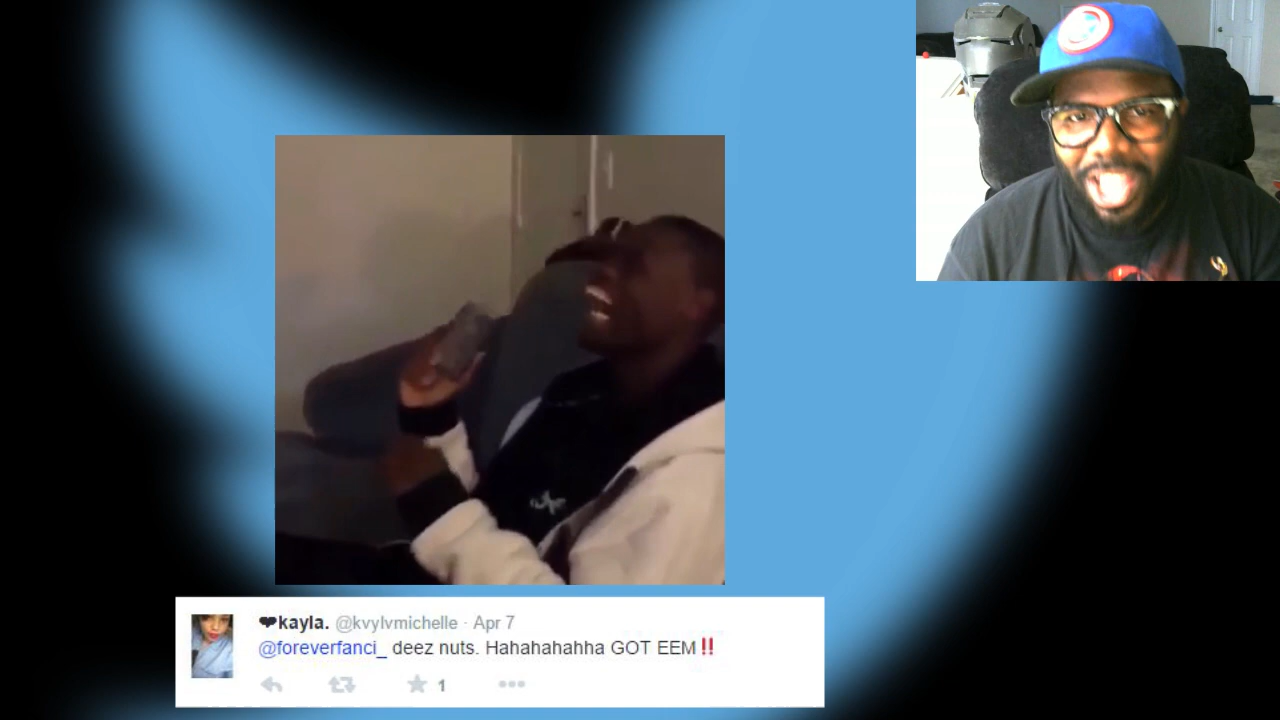 ❤kayla. @kvylvmichelle · Apr 7
@foreverfanci_ deez nuts. Hahahahahha GOT EEM‼
1